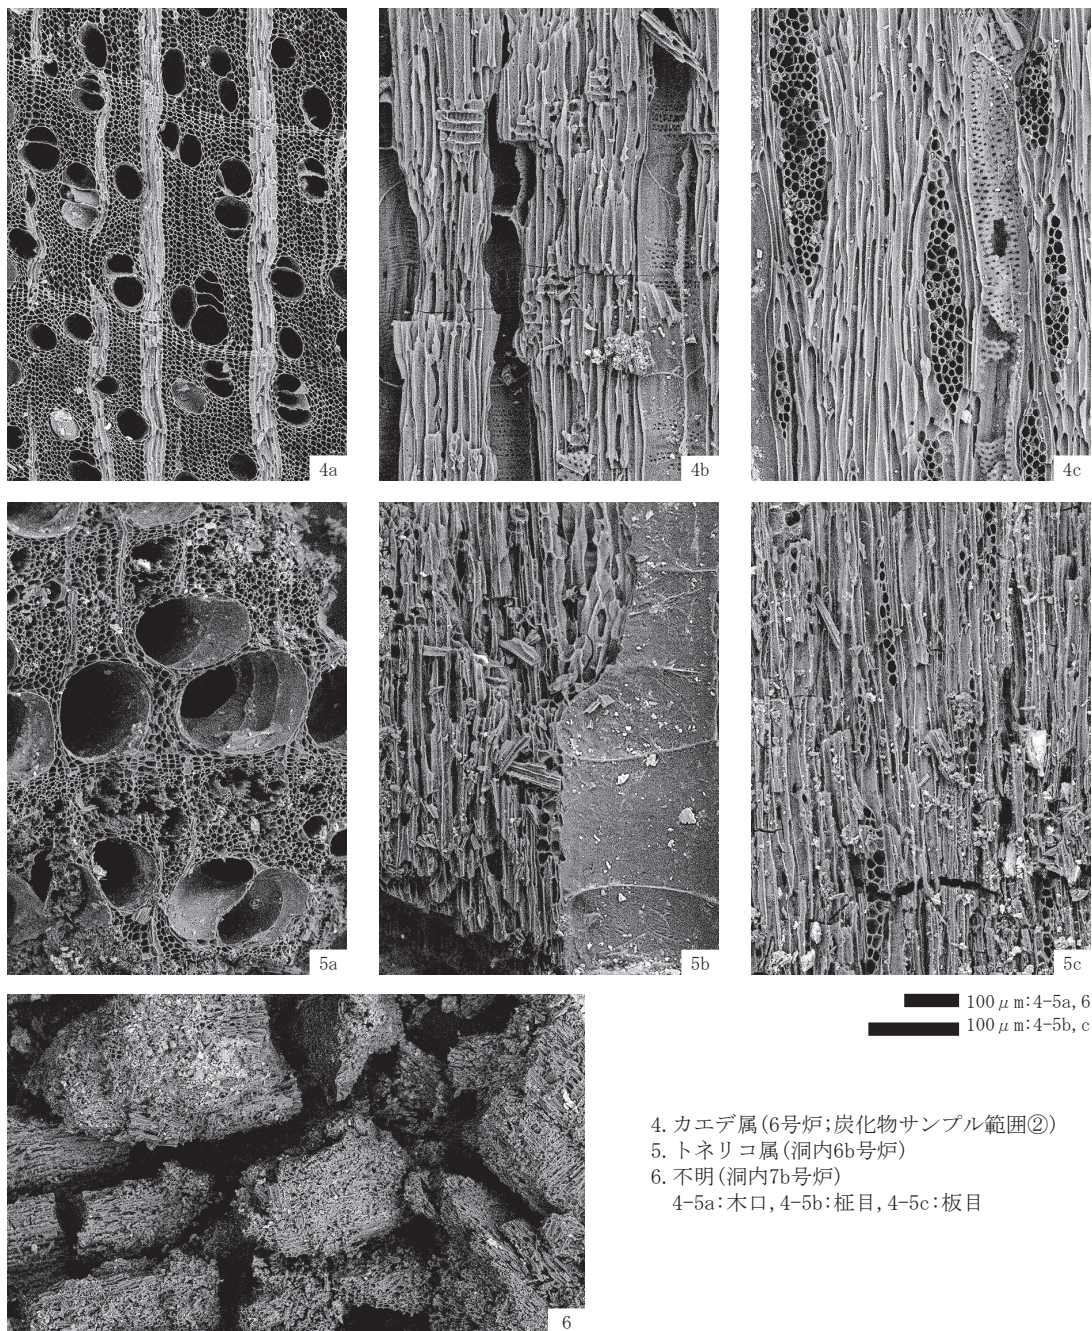 4a
4b
4c
5a
5b
5c
100μm:4-5a,6
100μm:4-5b,c
6
4. カエデ属(6号炉;炭化物サンプル範囲②)
5. トネリコ属(洞内6b号炉)
6. 不明(洞内7b号炉)
4-5a:木口, 4-5b:柾目, 4-5c:板目